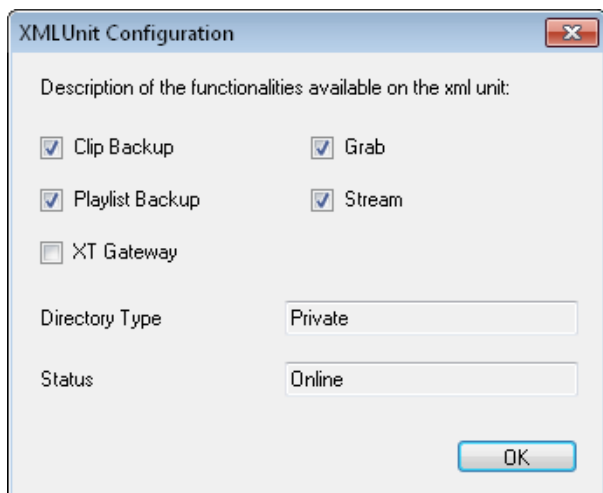 XMLUnit Configuration
Description of the functionalities available on the xml unit:
Clip Backup
Grab
Playlist Backup
Stream
XT Gateway
Directory Type
Private
Status
Online
OK